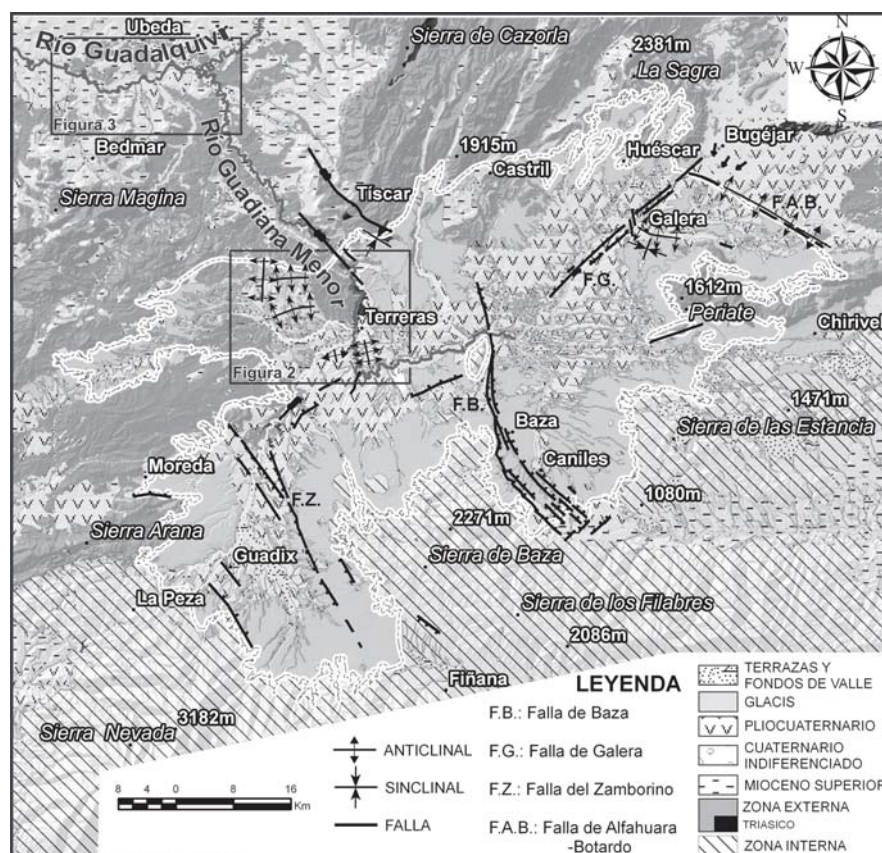 Ubeda
Río Guadalquivir
Figura 3
Bedmar
Sierra Magina
Río Guadiana Menor
Sierra de Cazorla
2381m
La Sagra
N
W
E
S
1915m
Castril
Tíscar
Huéscar
Bugéjar
F.A.B.
Galera
F.G.
1612m
Periate
Chirivel
Terreras
Figura 2
F.B.
Baza
Caniles
1471m
Sierra de las Estancia
1080m
Moreda
F.Z.
Sierra Arana
2271m
Sierra de Baza
Guadix
La Peza
Sierra de los Filabres
2086m
Fiñana
Sierra Nevada
3182m
LEYENDA
ANTICLINAL
SINCLINAL
FALLA
F.B.: Falla de Baza
F.G.: Falla de Galera
F.Z.: Falla del Zamborino
F.A.B.: Falla de Alfahuara
-Botardo
TERRAZAS Y
FONDOS DE VALLE
GLACIS
PLIOCUATERNARIO
CUATERNARIO
INDIFERENCIADO
MIOCENO SUPERIOR
ZONA EXTERNA
TRIASICO
ZONA INTERNA
8 4 0 8 16
Km